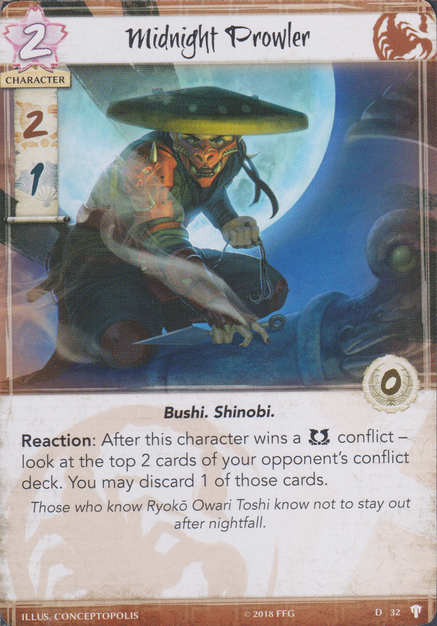 2
Midnight Prowler
CHARACTER
2
1
0
Bushi. Shinobi.
Reaction: After this character wins a conflict –
look at the top 2 cards of your opponent's conflict
deck. You may discard 1 of those cards.
Those who know Ryokō Owari Toshi know not to stay out
after nightfall.
ILLUS. CONCEPTOPOLIS
© 2018 FFG
D 32